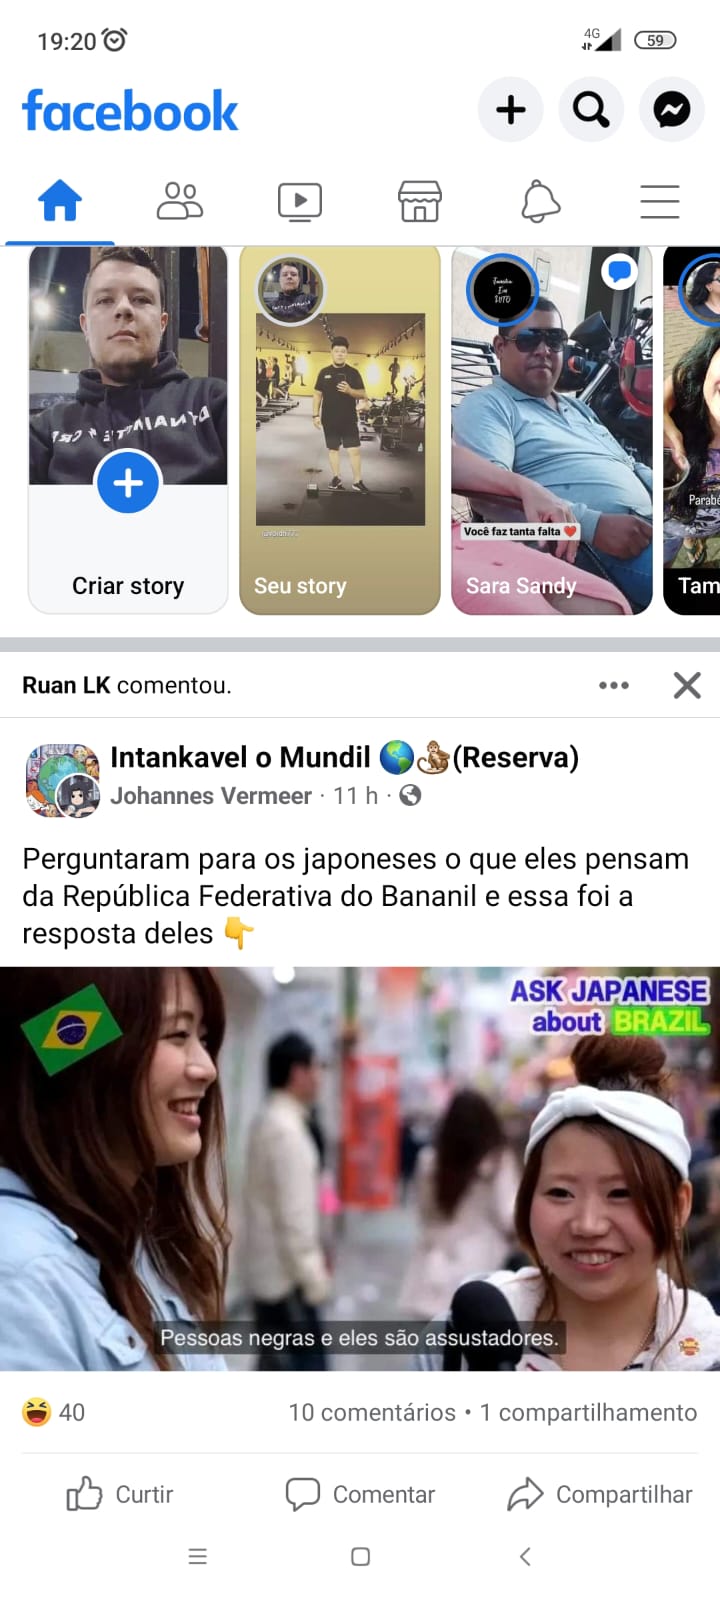 19:20
4G
59
facebook
Você faz tanta falta ❤️
Parabé
Criar story
Seu story
Sara Sandy
Tam
Ruan LK comentou.
Intankavel o Mundil 🌎🐒(Reserva)
Johannes Vermeer · 11 h ·
Perguntaram para os japoneses o que eles pensam
da República Federativa do Bananil e essa foi a
resposta deles 👇
ASK JAPANESE
about BRAZIL
Pessoas negras e eles são assustadores.
😆 40
10 comentários • 1 compartilhamento
Curtir
Comentar
Compartilhar